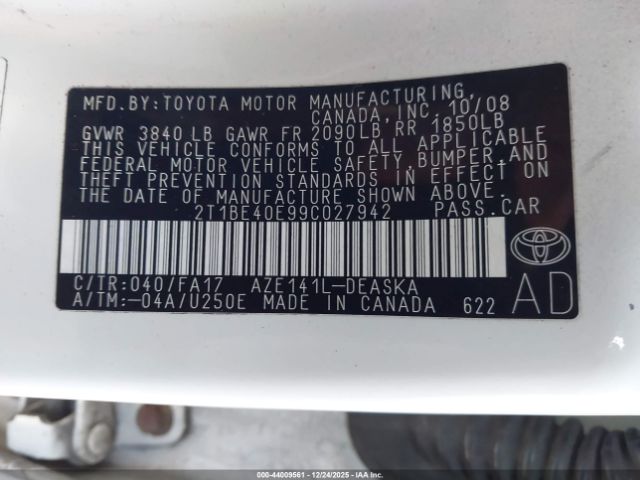 MFD.BY:TOYOTA MOTOR MANUFACTURING,
CANADA,INC. 10/08
GVWR 3840 LB GAWR FR 2090LB RR 1850LB
THIS VEHICLE CONFORMS TO ALL APPLICABLE
FEDERAL MOTOR VEHICLE SAFETY,BUMPER,AND
THEFT PREVENTION STANDARDS IN EFFECT ON
THE DATE OF MANUFACTURE SHOWN ABOVE.
2T1BE40E99C027942 PASS.CAR
C/TR:040/FA17 AZE141L-DEASKA
A/TM:-04A/U250E MADE IN CANADA 622
AD
000-44009561 - 12/24/2025 - IAAI